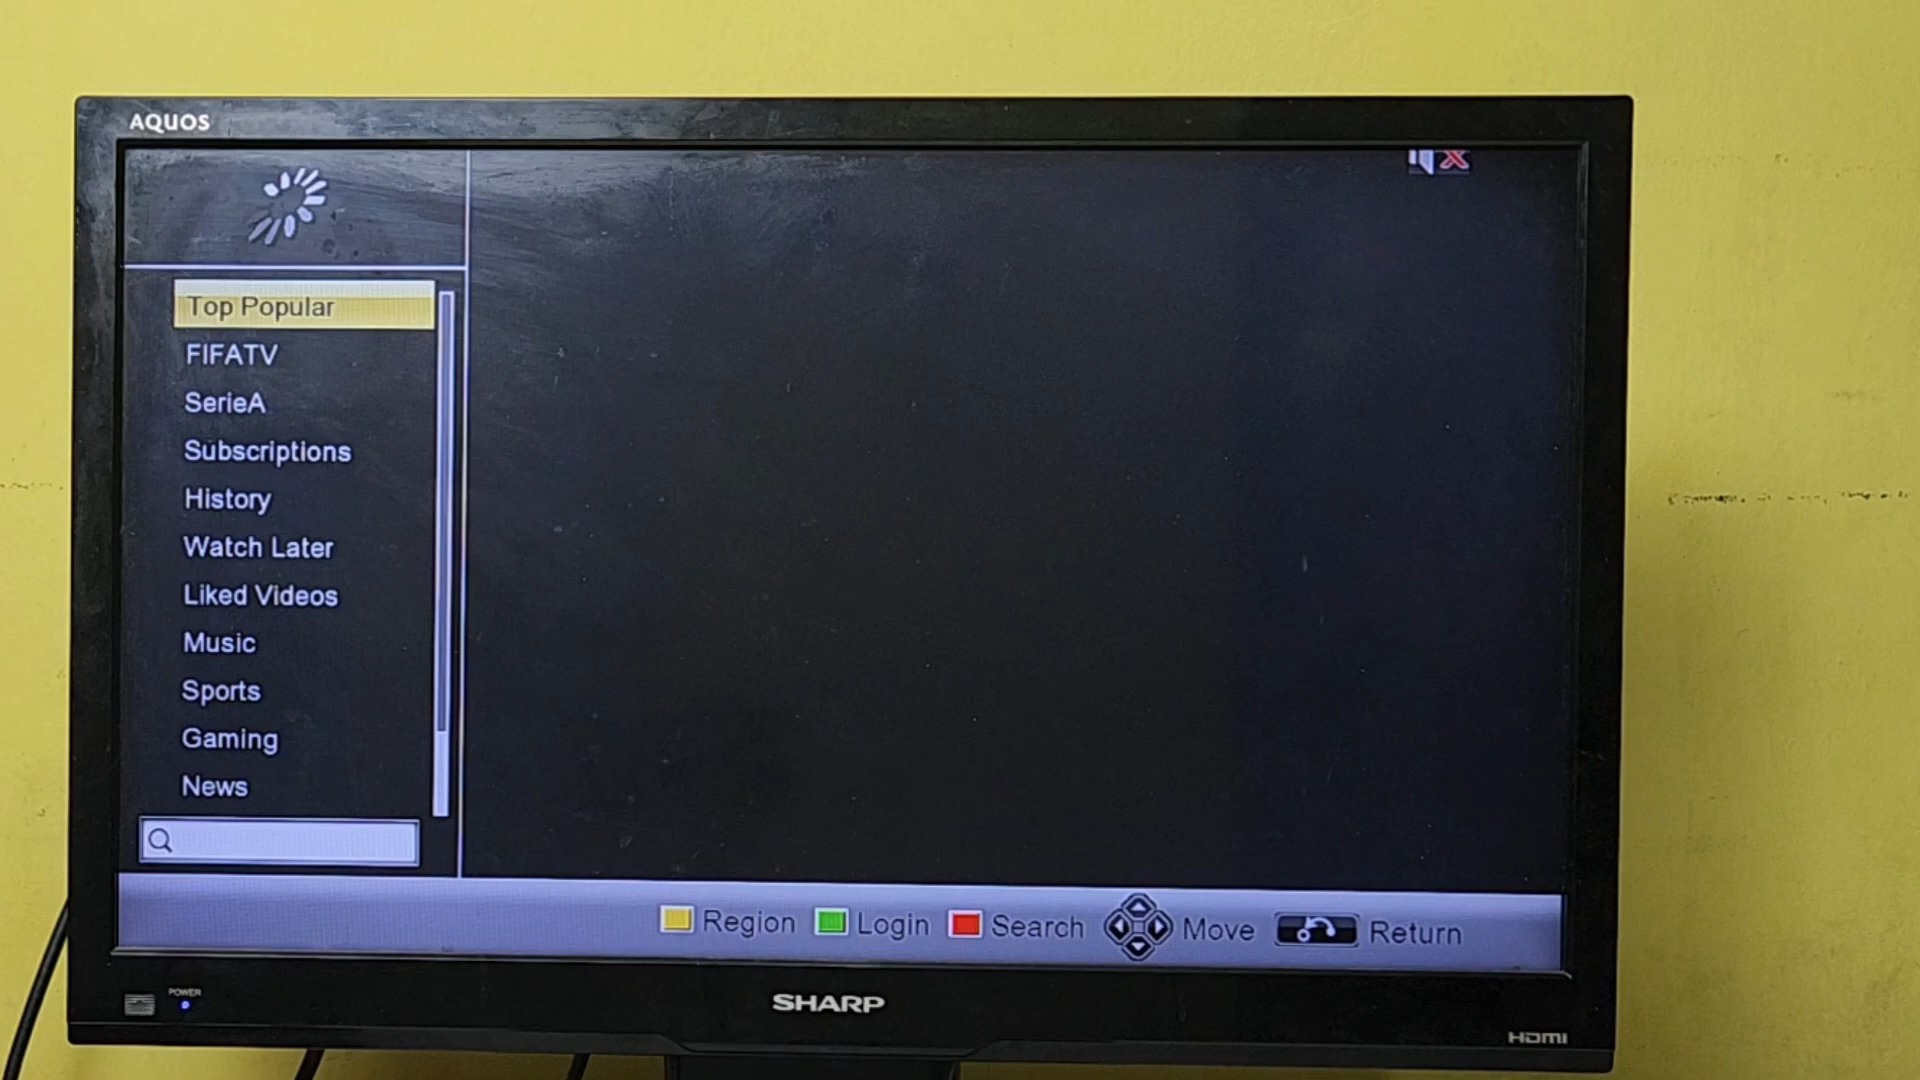 AQUOS
Top Popular
FIFATV
SerieA
Subscriptions
History
Watch Later
Liked Videos
Music
Sports
Gaming
News
Region Login Search Move Return
POWER
SHARP
HDMI